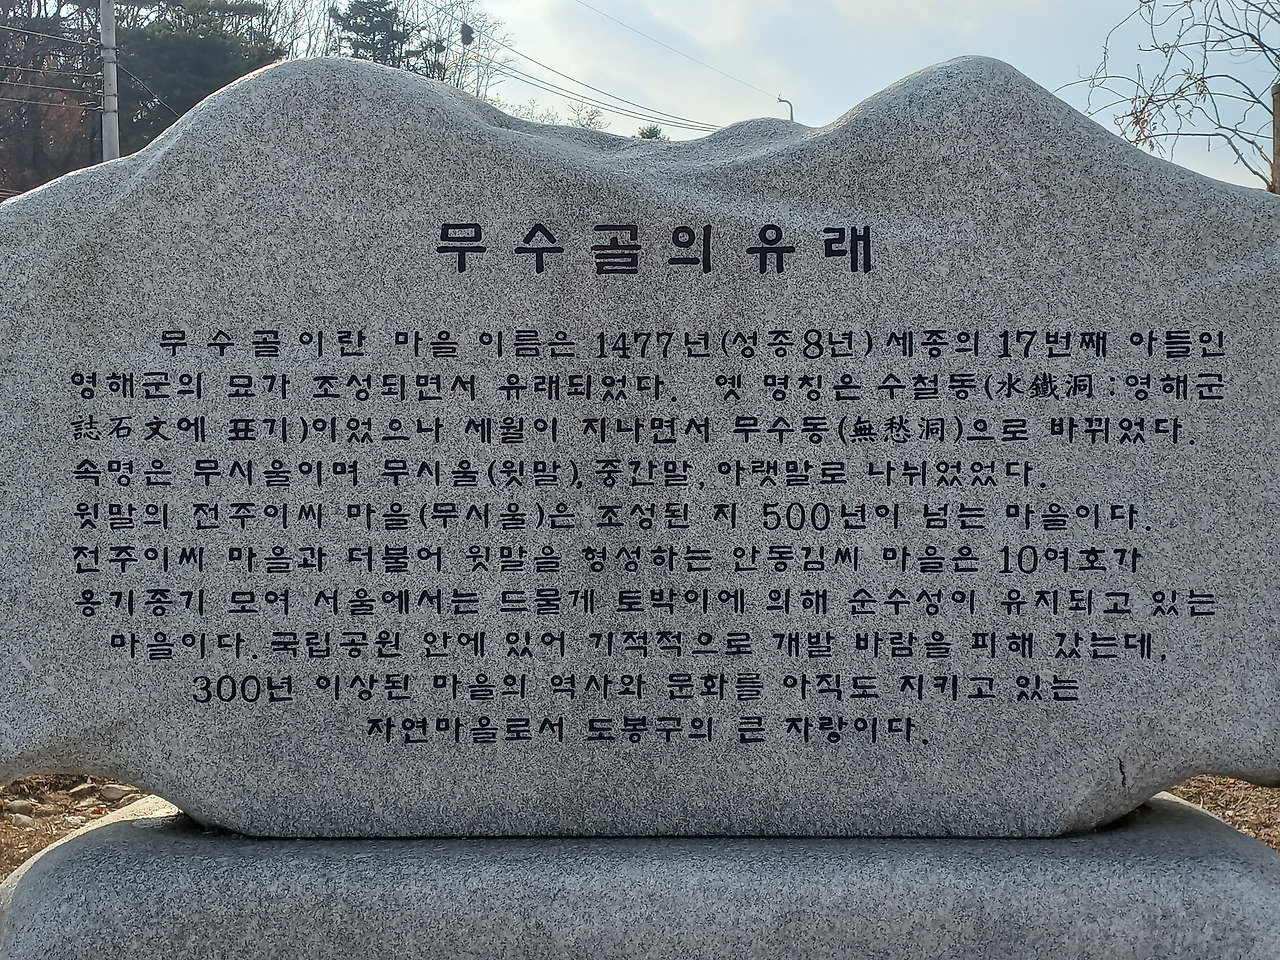 무수골의유래
무수골이란 마을 이름은 1477년(성종8년) 세종의 17번째 아들인
영해군의 묘가 조성되면서 유래되었다. 옛 명칭은 수철동(水鐵洞:영해군
誌石文에 표기)이었으나 세월이 지나면서 무수동(無愁洞)으로 바뀌었다.
속명은 무시울이며 무시울(윗말), 중간말, 아랫말로 나뉘었었다.
윗말의 전주이씨 마을(무시울)은 조성된 지 500년이 넘는 마을이다.
전주이씨 마을과 더불어 윗말을 형성하는 안동김씨 마을은 10여호가
옹기종기 모여 서울에서는 드물게 토박이에 의해 순수성이 유지되고 있는
마을이다. 국립공원 안에 있어 기적적으로 개발 바람을 피해 갔는데,
300년 이상된 마을의 역사와 문화를 아직도 지키고 있는
자연마을로서 도봉구의 큰 자랑이다.